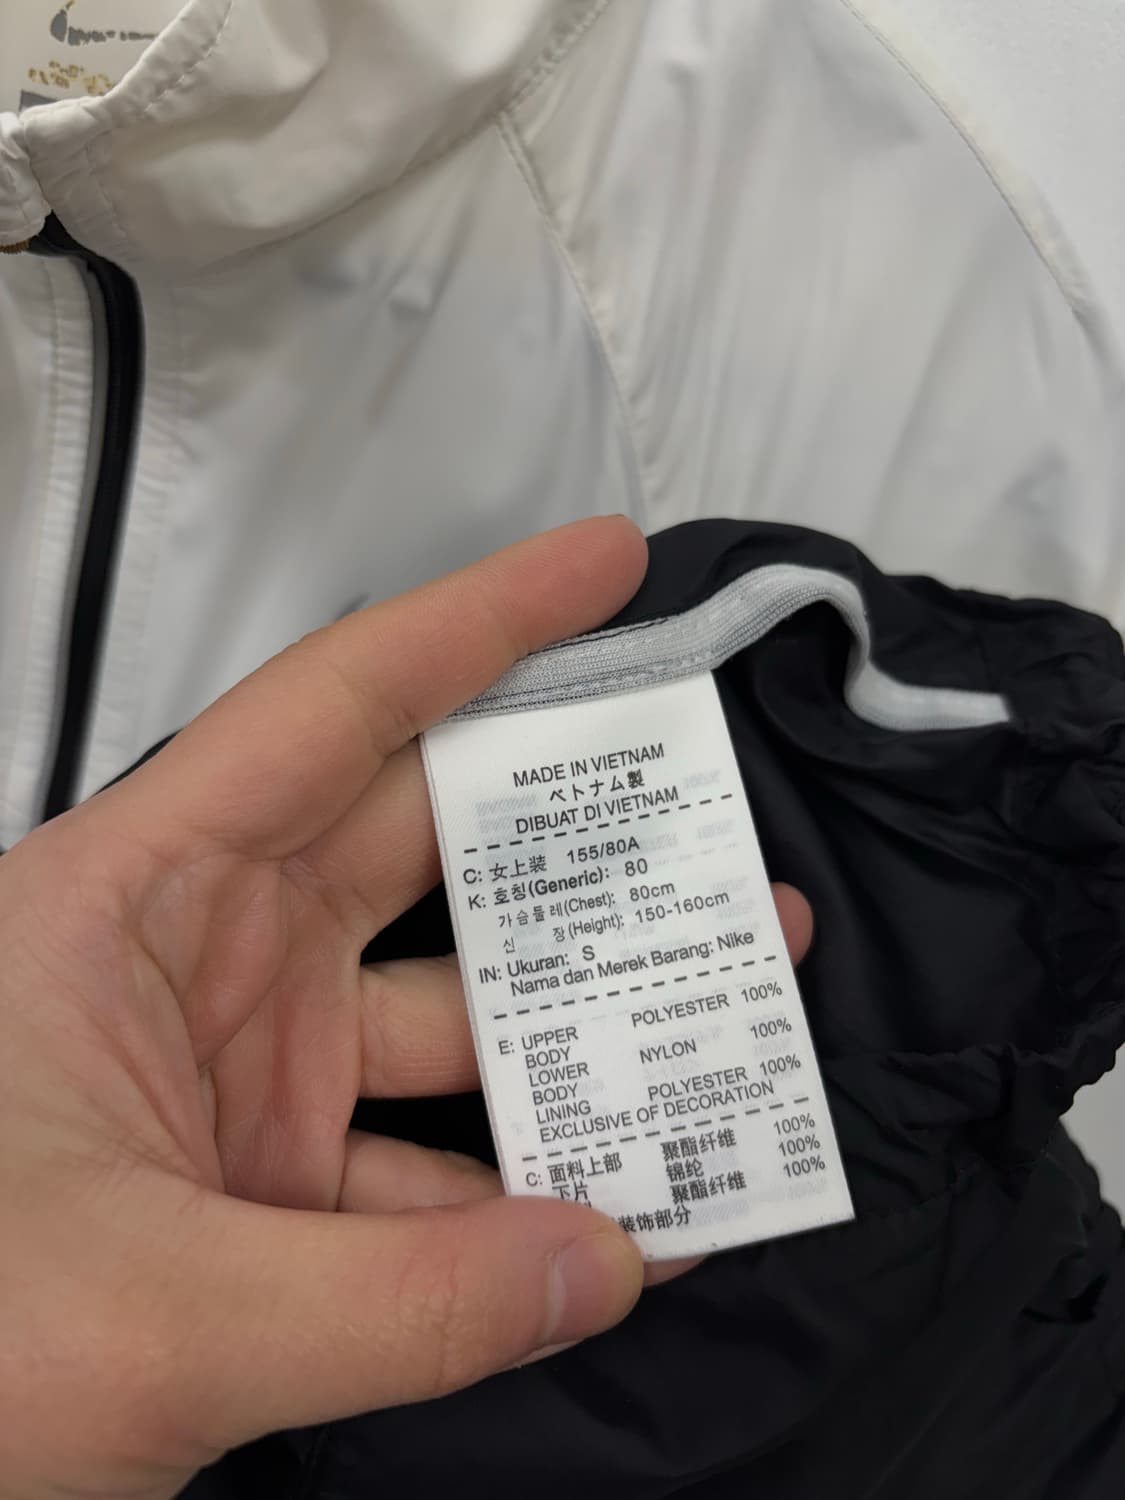 MADE IN VIETNAM
ベトナム製
DIBUAT DI VIETNAM
C: 女上装 155/80A
K: 호칭(Generic): 80
가슴둘레(Chest): 80cm
신 장(Height): 150-160cm
IN: Ukuran: S
Nama dan Merek Barang: Nike
E: UPPER POLYESTER 100%
BODY
LOWER NYLON 100%
BODY
LINING POLYESTER 100%
EXCLUSIVE OF DECORATION
C: 面料上部 聚酯纤维 100%
下片 锦纶 100%
聚酯纤维 100%
装饰部分